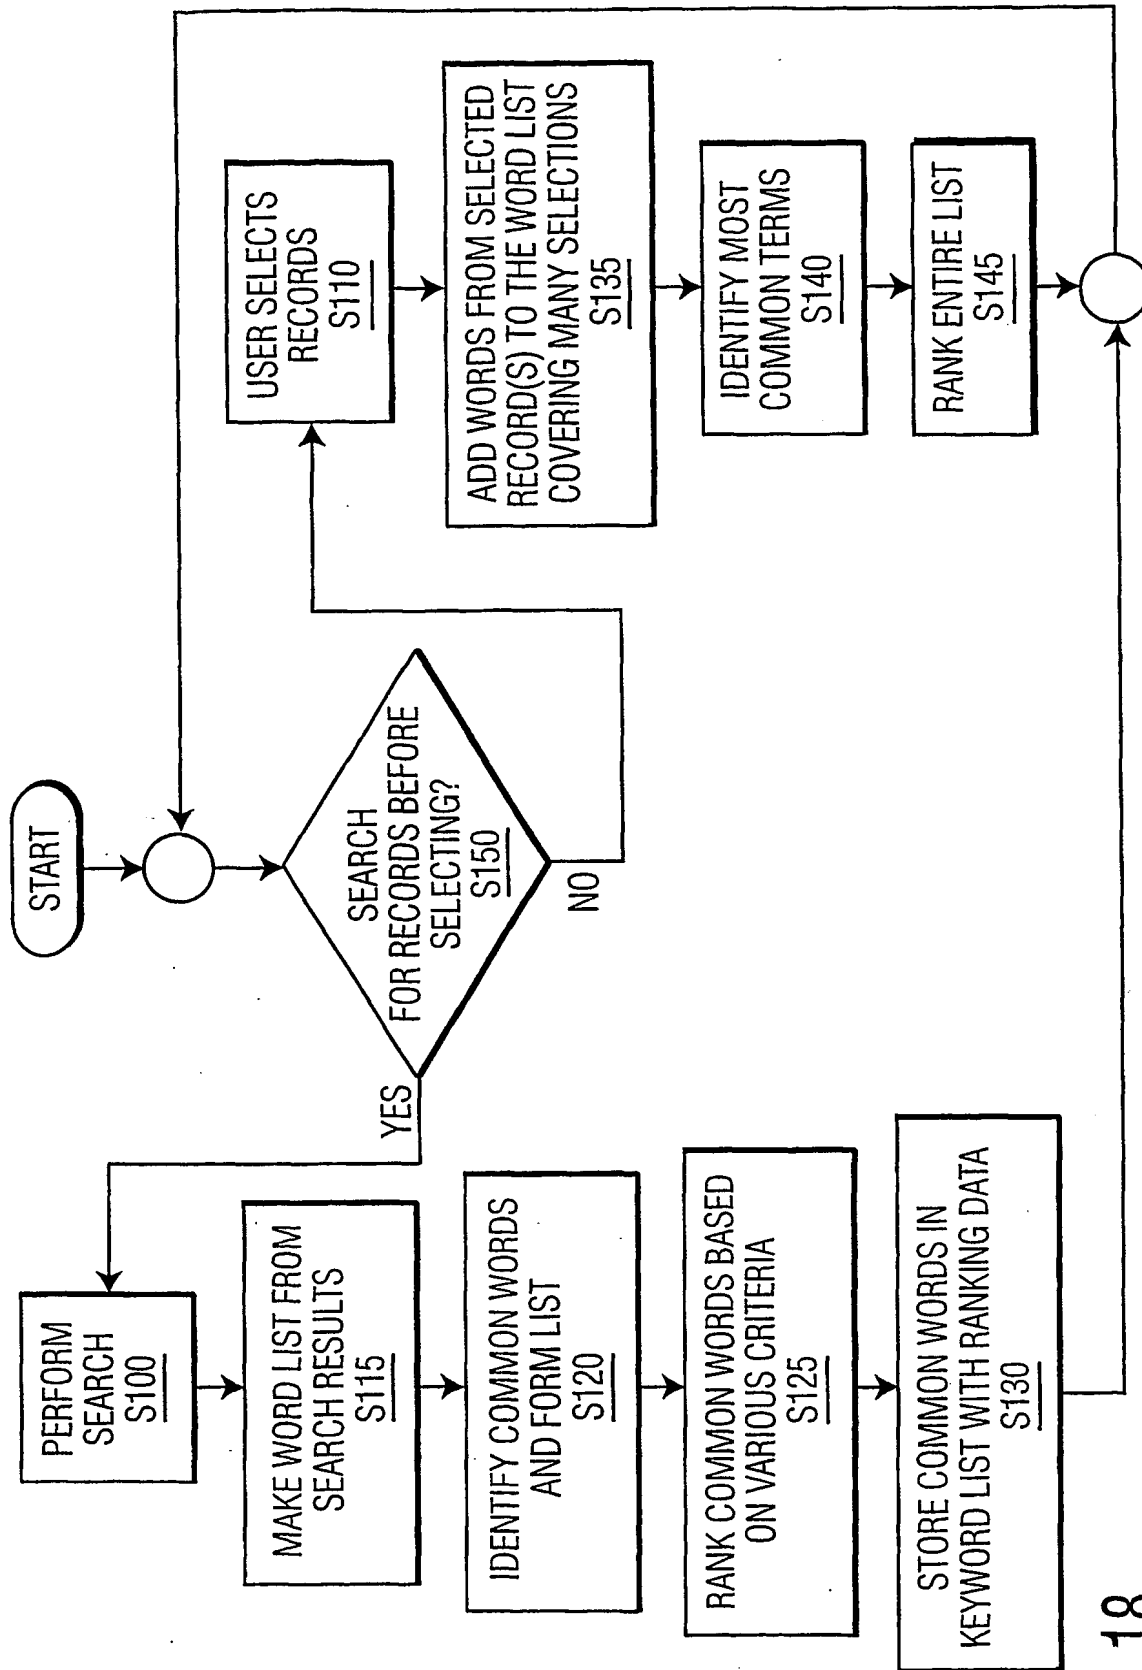 START
SEARCH
FOR RECORDS BEFORE
SELECTING?
S150
YES
NO
PERFORM
SEARCH
S100
MAKE WORD LIST FROM
SEARCH RESULTS
S115
IDENTIFY COMMON WORDS
AND FORM LIST
S120
RANK COMMON WORDS BASED
ON VARIOUS CRITERIA
S125
STORE COMMON WORDS IN
KEYWORD LIST WITH RANKING DATA
S130
USER SELECTS
RECORDS
S110
ADD WORDS FROM SELECTED
RECORD(S) TO THE WORD LIST
COVERING MANY SELECTIONS
S135
IDENTIFY MOST
COMMON TERMS
S140
RANK ENTIRE LIST
S145
18